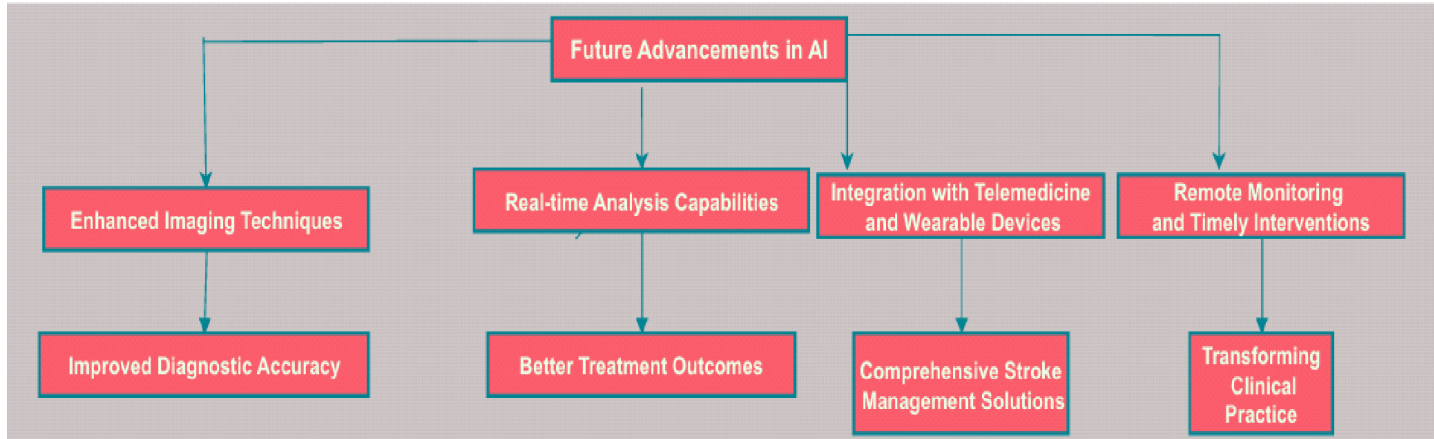 Future Advancements in AI
Enhanced Imaging Techniques
Real-time Analysis Capabilities
Integration with Telemedicine
and Wearable Devices
Remote Monitoring
and Timely Interventions
Improved Diagnostic Accuracy
Better Treatment Outcomes
Comprehensive Stroke
Management Solutions
Transforming
Clinical
Practice